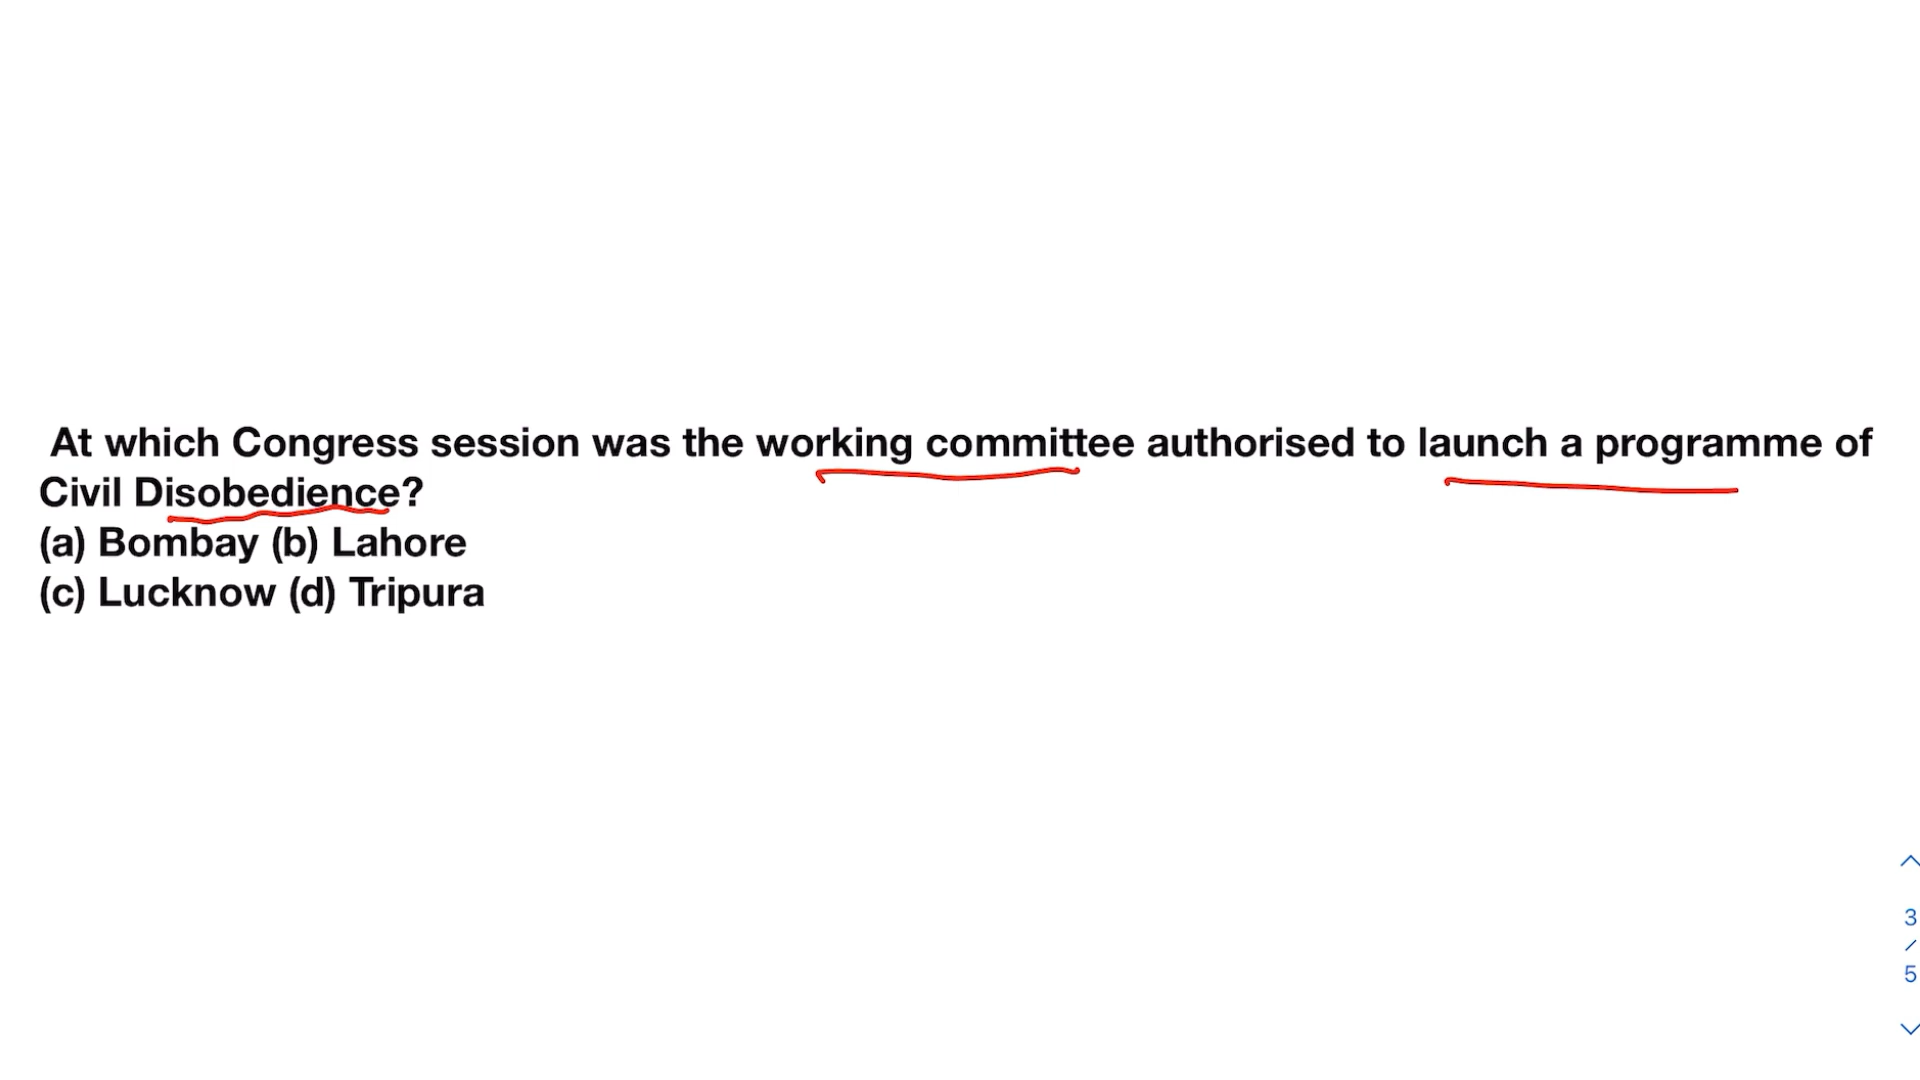 At which Congress session was the working committee authorised to launch a programme of
Civil Disobedience?
(a) Bombay (b) Lahore
(c) Lucknow (d) Tripura
3
/
5